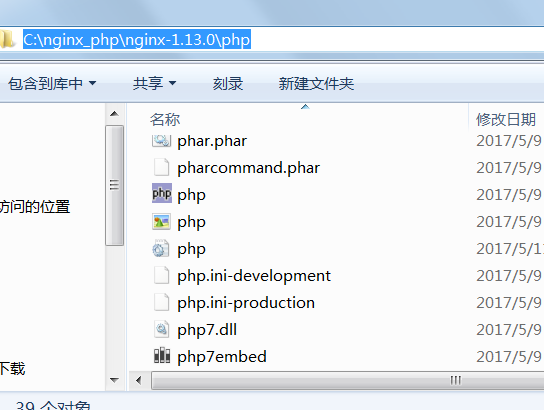 C:\nginx_php\nginx-1.13.0\php
包含到库中 共享 刻录 新建文件夹
名称 修改日期
phar.phar 2017/5/9
pharcommand.phar 2017/5/9
php 2017/5/9
访问的位置
php 2017/5/9
php 2017/5/1
php.ini-development 2017/5/9
php.ini-production 2017/5/9
php7.dll 2017/5/9
php7embed 2017/5/9
下载
39 个对象